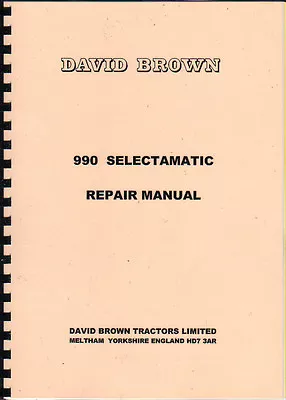 DAVID BROWN
990 SELECTAMATIC
REPAIR MANUAL
DAVID BROWN TRACTORS LIMITED
MELTHAM YORKSHIRE ENGLAND HD7 3AR